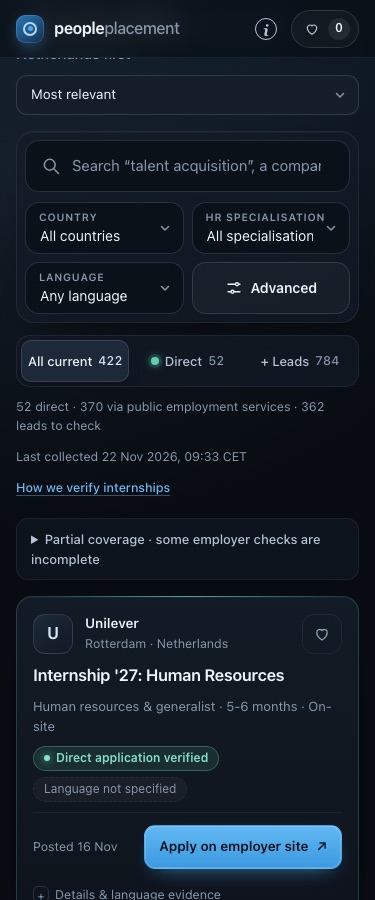 peopleplacement
0
Netherlands first
Most relevant
Search “talent acquisition”, a compar
COUNTRY
All countries
HR SPECIALISATION
All specialisation
LANGUAGE
Any language
Advanced
All current 422
Direct 52
+ Leads 784
52 direct · 370 via public employment services · 362
leads to check
Last collected 22 Nov 2026, 09:33 CET
How we verify internships
Partial coverage · some employer checks are
incomplete
U
Unilever
Rotterdam · Netherlands
Internship '27: Human Resources
Human resources & generalist · 5-6 months · On-
site
Direct application verified
Language not specified
Posted 16 Nov
Apply on employer site ↗
+ Details & language evidence